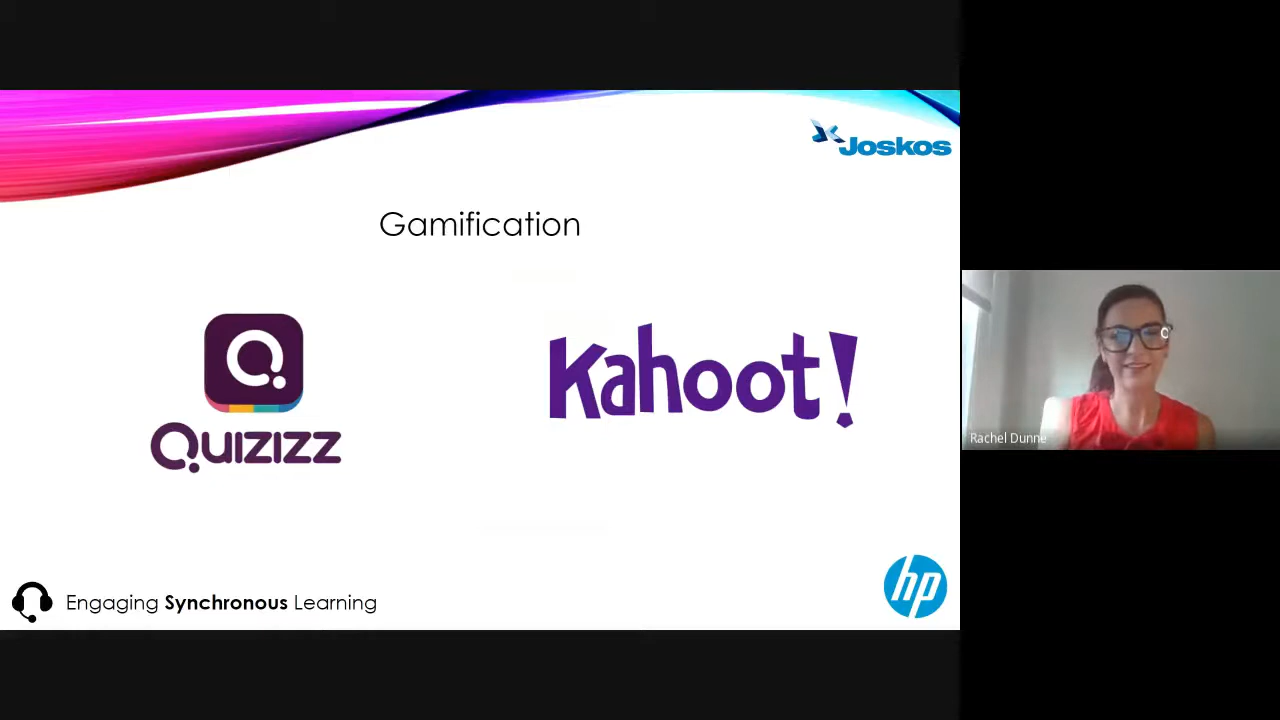 Joskos
Gamification
Q
Quizizz
Kahoot!
Engaging Synchronous Learning
hp
Rachel Dunne